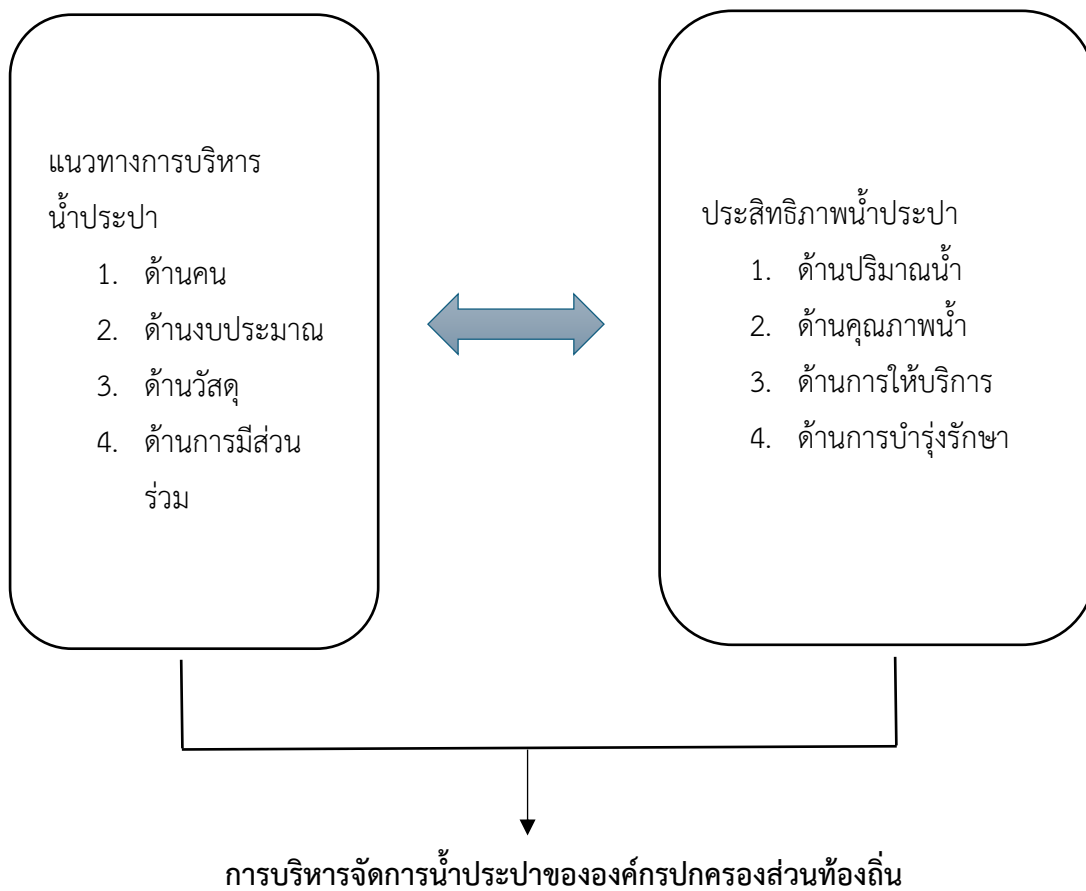 แนวทางการบริหาร
น้ำประปา
1. ด้านคน
2. ด้านงบประมาณ
3. ด้านวัสดุ
4. ด้านการมีส่วน
ร่วม
ประสิทธิภาพน้ำประปา
1. ด้านปริมาณน้ำ
2. ด้านคุณภาพน้ำ
3. ด้านการให้บริการ
4. ด้านการบำรุ่งรักษา
การบริหารจัดการน้ำประปาขององค์กรปกครองส่วนท้องถิ่น